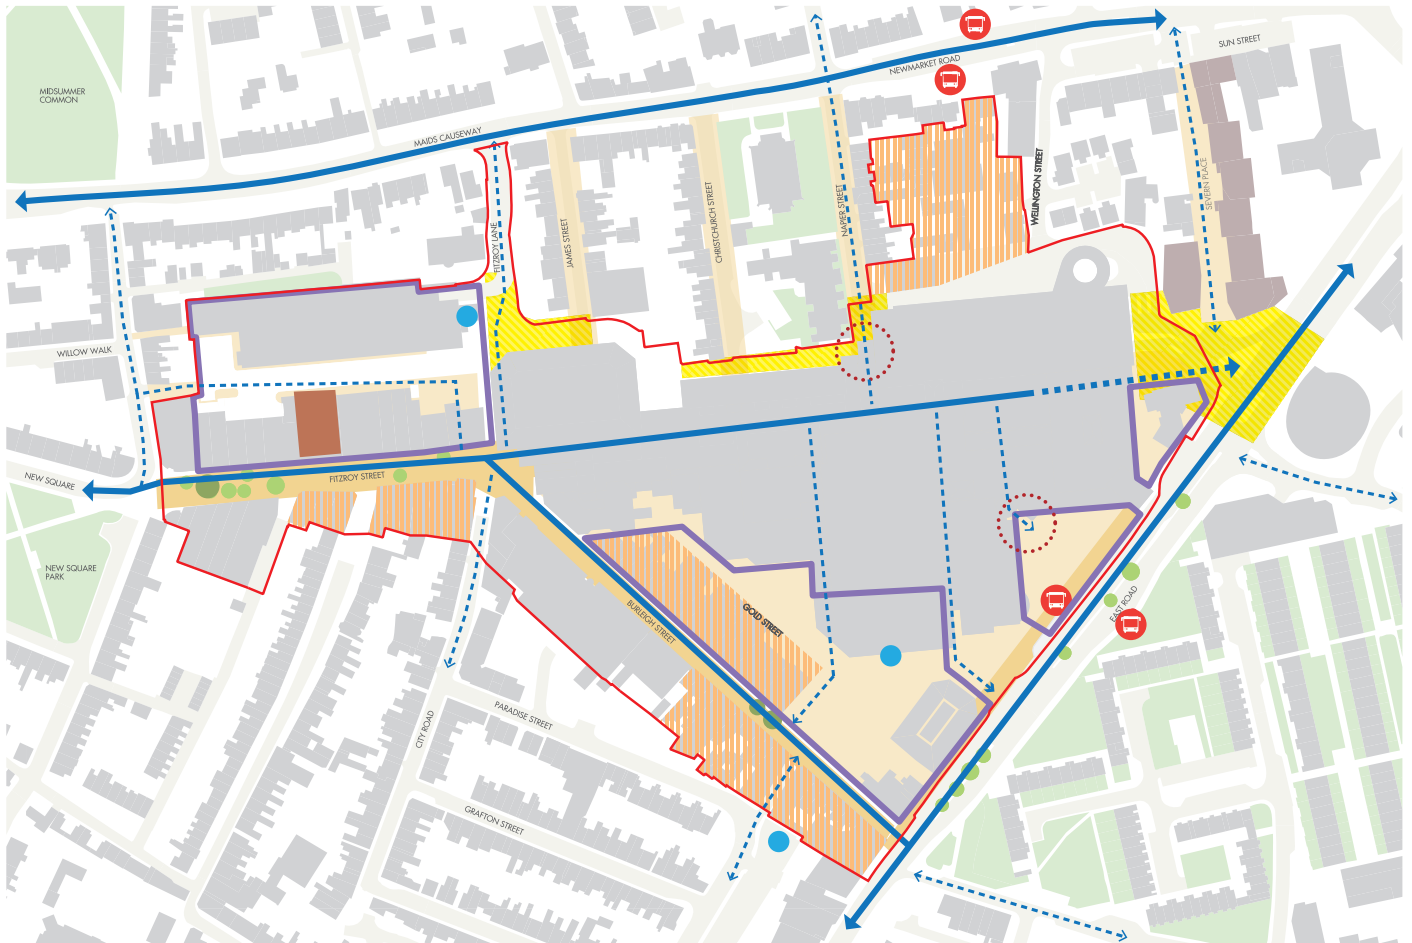 SUN STREET
NEWMARKET ROAD
MIDSUMMER
COMMON
MAIDS CAUSEWAY
WELLINGTON STREET
SEVERN PLACE
NAPIER STREET
CHRISTCHURCH STREET
JAMES STREET
FITZROY LANE
WILLOW WALK
NEW SQUARE
FITZROY STREET
NEW SQUARE
PARK
BURLEIGH STREET
GOLD STREET
EAST ROAD
PARADISE STREET
CITY ROAD
GRAFTON STREET